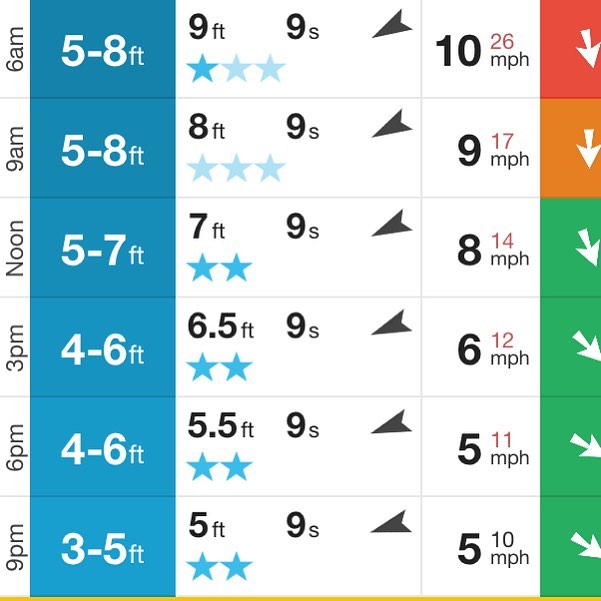 6am 5-8ft 9ft 9s 10 26 mph
9am 5-8ft 8ft 9s 9 17 mph
Noon 5-7ft 7ft 9s 8 14 mph
3pm 4-6ft 6.5ft 9s 6 12 mph
6pm 4-6ft 5.5ft 9s 5 11 mph
9pm 3-5ft 5ft 9s 5 10 mph